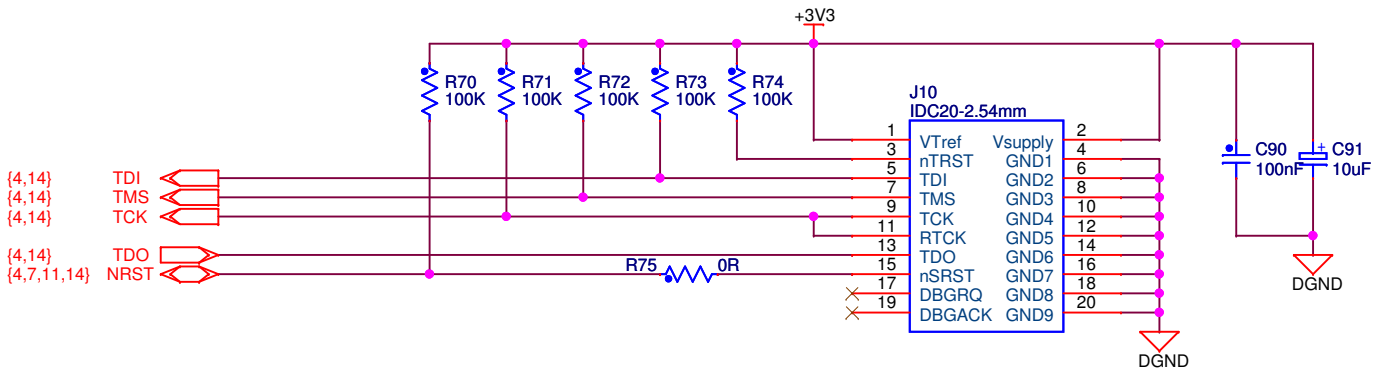 +3V3
R70
100K
R71
100K
R72
100K
R73
100K
R74
100K
J10
IDC20-2.54mm
1 VTref Vsupply 2
3 nTRST GND1 4
5 TDI GND2 6
7 TMS GND3 8
9 TCK GND4 10
11 RTCK GND5 12
13 TDO GND6 14
15 nSRST GND7 16
17 DBGRQ GND8 18
19 DBGACK GND9 20
{4,14} TDI
{4,14} TMS
{4,14} TCK
{4,14} TDO
{4,7,11,14} NRST
R75 0R
C90
100nF
+ C91
10uF
DGND
DGND